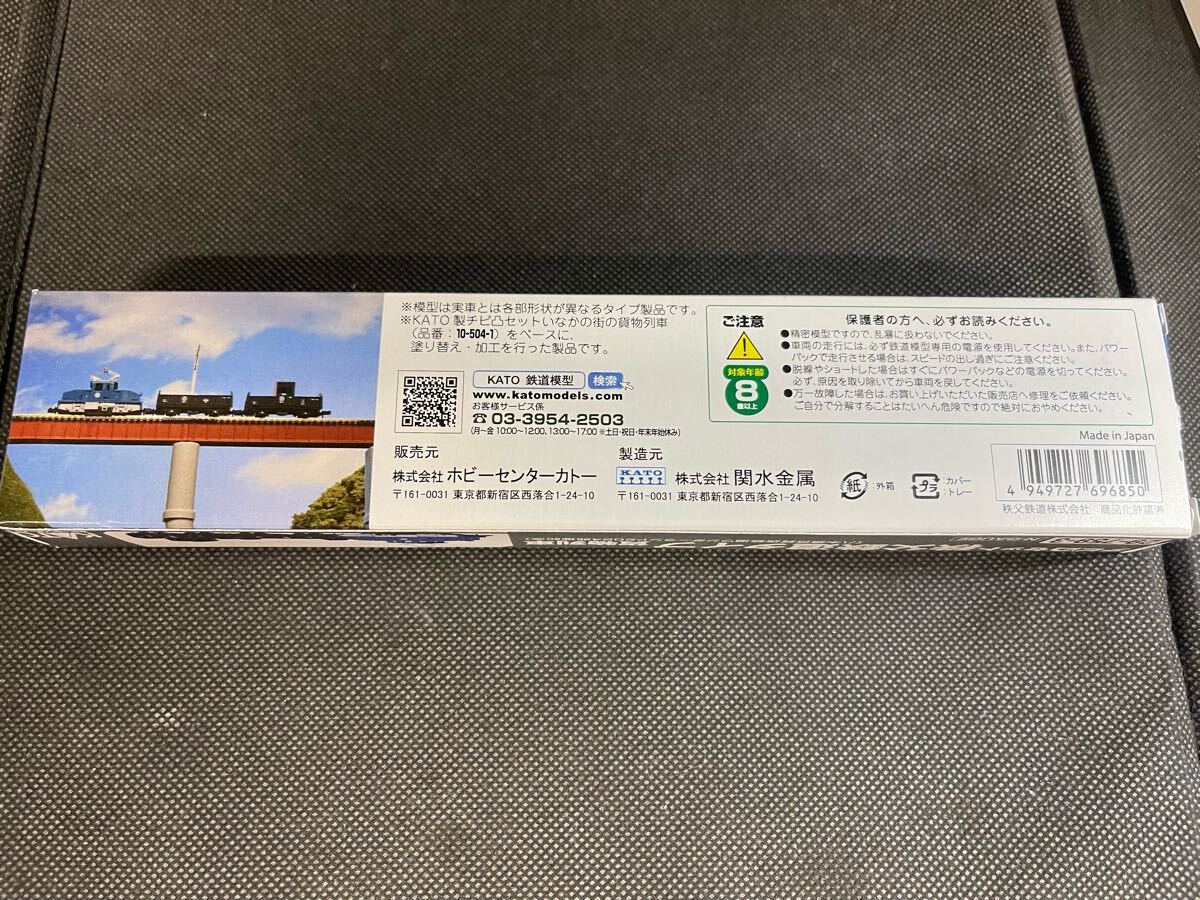 ※模型は実車とは各部形状が異なるタイプ製品です。
※KATO製チビ凸セットいなかの街の貨物列車
(品番：10-504-1) をベースに、
塗り替え・加工を行った製品です。
KATO 鉄道模型 検索
www.katomodels.com
お客様サービス係
☎ 03-3954-2503
(月〜金 10:00〜12:00、13:00〜17:00 ※土日・祝日・年末年始休み)
販売元
株式会社 ホビーセンターカトー
〒161-0031 東京都新宿区西落合1-24-10
製造元
KATO 株式会社 関水金属
〒161-0031 東京都新宿区西落合1-24-10
ご注意
対象年齢
8
歳以上
保護者の方へ、必ずお読みください。
●精密模型ですので、乱暴に扱わないでください。
●車両の走行には、必ず鉄道模型専用の電源を使用してください。また、パワー
パックで走行させる場合は、スピードの出し過ぎにご注意ください。
●脱線やショートした場合はすぐにパワーパックなどの電源を切ってください。
必ず、原因を取り除いてから車両を戻してください。
●万一故障した場合は、お買い上げいただいた販売店へ修理をご依頼ください。
ご自分で分解することはたいへん危険ですので絶対におやめください。
紙 ：外箱
プラ ：カバー
：トレー
Made in Japan
4 949727 696850
秩父鉄道株式会社 商品化許諾済